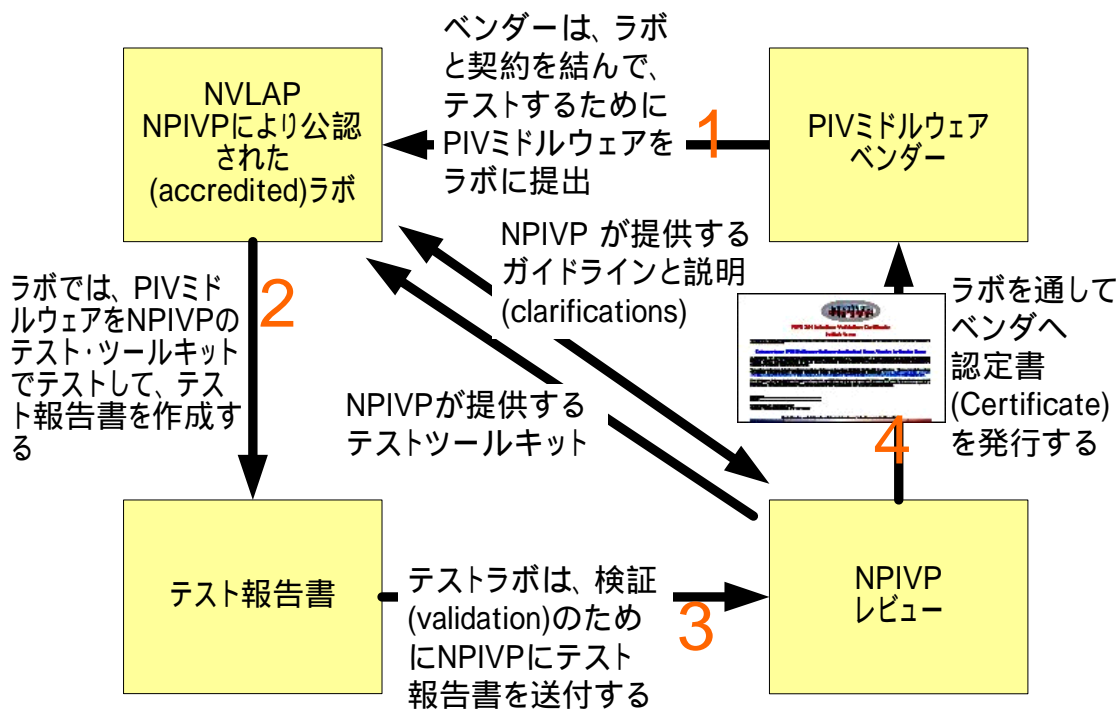 NVLAP
NPIVPにより公認
された
(accredited)ラボ
ベンダーは、ラボ
と契約を結んで、
テストするために
PIVミドルウェアを
ラボに提出
1
PIVミドルウェア
ベンダー
ラボでは、PIVミド
ルウェアをNPIVPの
テスト・ツールキット
でテストして、テス
ト報告書を作成す
る
2
NPIVP が提供する
ガイドラインと説明
(clarifications)
NPIVPが提供する
テストツールキット
ラボを通して
ベンダへ
認定書
(Certificate)
を発行する
4
テスト報告書
テストラボは、検証
(validation)のため
にNPIVPにテスト
報告書を送付する
3
NPIVP
レビュー